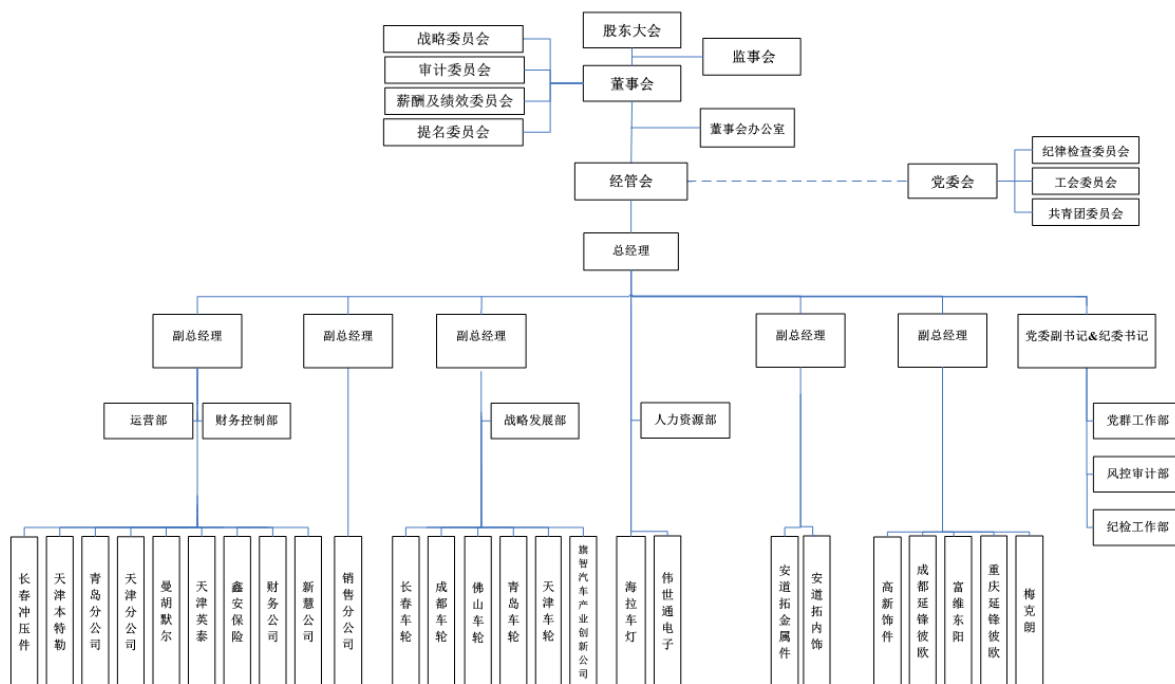 股东大会
战略委员会
监事会
审计委员会
董事会
薪酬及绩效委员会
提名委员会
董事会办公室
纪律检查委员会
经管会
党委会
工会委员会
共青团委员会
总经理
副总经理
副总经理
副总经理
副总经理
副总经理
党委副书记&纪委书记
运营部
财务控制部
战略发展部
人力资源部
党群工作部
风控审计部
纪检工作部
长春冲压件
天津本特勒
青岛分公司
天津分公司
曼胡默尔
天津英泰
鑫安保险
财务公司
新慧公司
销售分公司
长春车轮
成都车轮
佛山车轮
青岛车轮
天津车轮
旗智汽车产业创新公司
海拉车灯
伟世通电子
安道拓金属件
安道拓内饰
高新饰件
成都延锋彼欧
富维东阳
重庆延锋彼欧
梅克朗